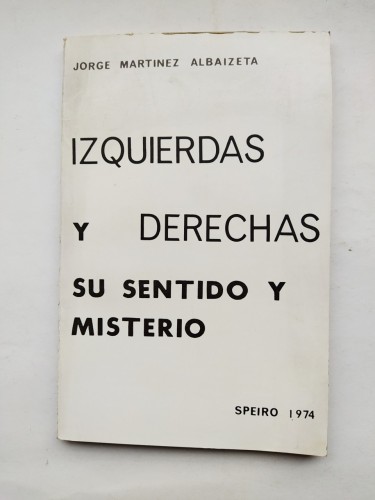 JORGE MARTINEZ ALBAIZETA
IZQUIERDAS
Y DERECHAS
SU SENTIDO Y
MISTERIO
SPEIRO 1974